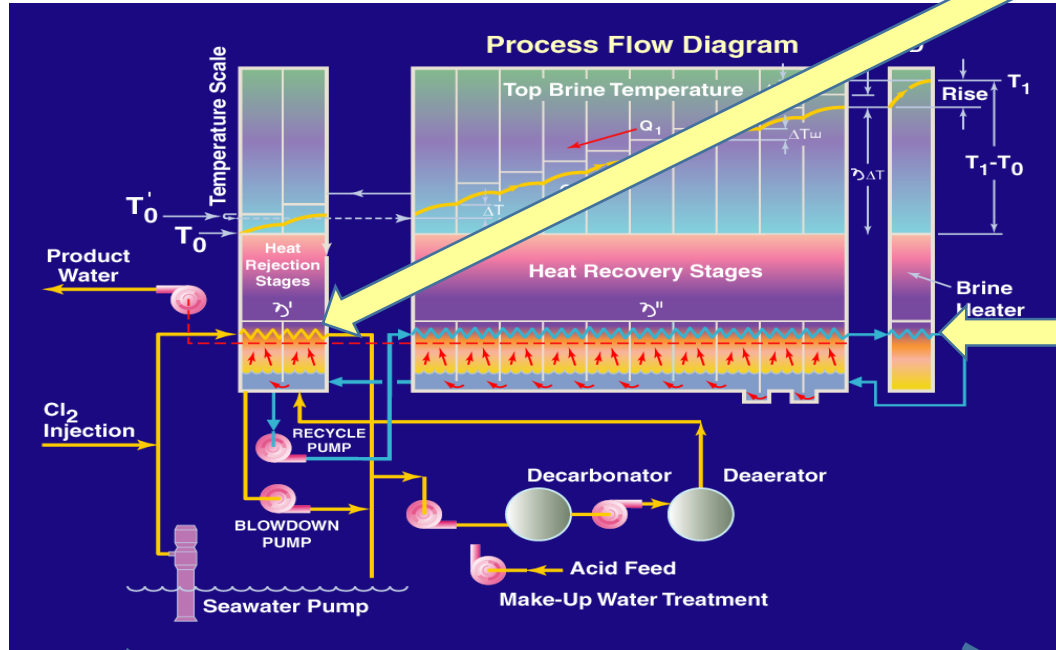 Process Flow Diagram
Temperature Scale
Top Brine Temperature
Rise
T1
Q1
ΔT
ΔT
T1-T0
T0'
T0
Product
Water
Heat
Rejection
Stages
Heat Recovery Stages
Brine
Heater
Cl2
Injection
RECYCLE
PUMP
Decarbonator
Deaerator
BLOWDOWN
PUMP
Acid Feed
Seawater Pump
Make-Up Water Treatment